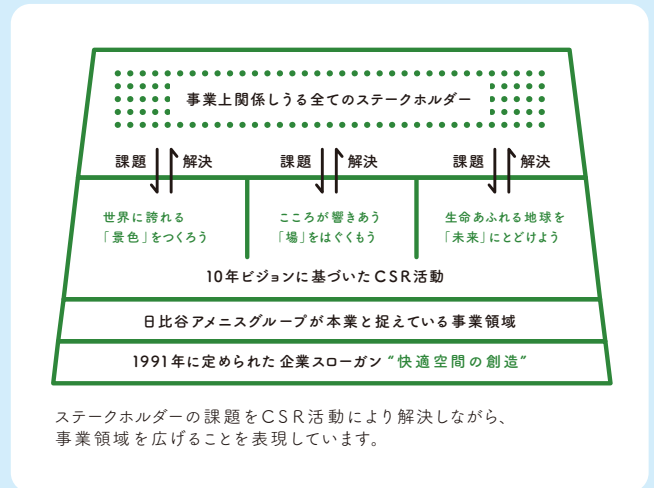 事業上関係しうる全てのステークホルダー
課題 解決 課題 解決 課題 解決
世界に誇れる
「景色」をつくろう
こころが響きあう
「場」をはぐくもう
生命あふれる地球を
「未来」にとどけよう
10年ビジョンに基づいたCSR活動
日比谷アメニスグループが本業と捉えている事業領域
1991年に定められた企業スローガン“快適空間の創造”
ステークホルダーの課題をCSR活動により解決しながら、
事業領域を広げることを表現しています。